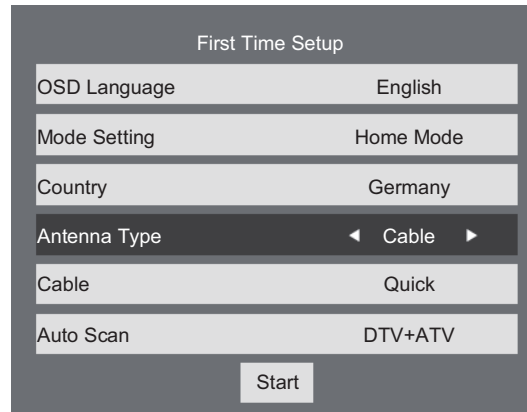 First Time Setup
OSD Language English
Mode Setting Home Mode
Country Germany
Antenna Type Cable
Cable Quick
Auto Scan DTV+ATV
Start